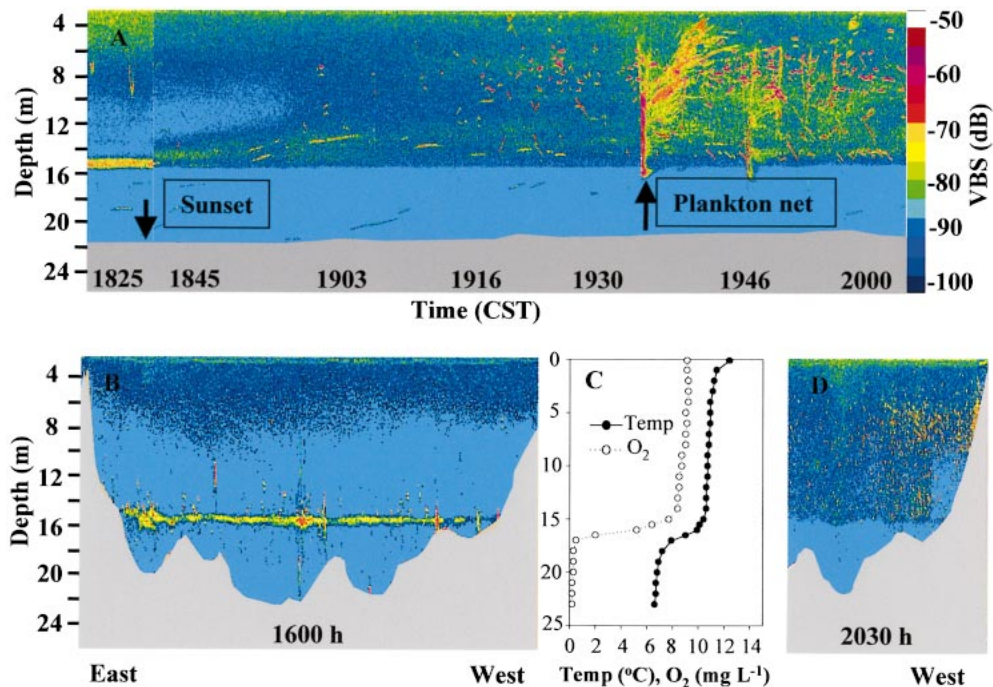 A
4
8
12
16
20
24
Depth (m)
Sunset
Plankton net
1825 1845 1903 1916 1930 1946 2000
Time (CST)
-50
-60
-70
-80
-90
-100
VBS (dB)
B
4
8
12
16
20
24
Depth (m)
1600 h
East West
C
0
5
10
15
20
25
Temp
O₂
0 2 4 6 8 10 12 14
Temp (ºC), O₂ (mg L⁻¹)
D
2030 h
West